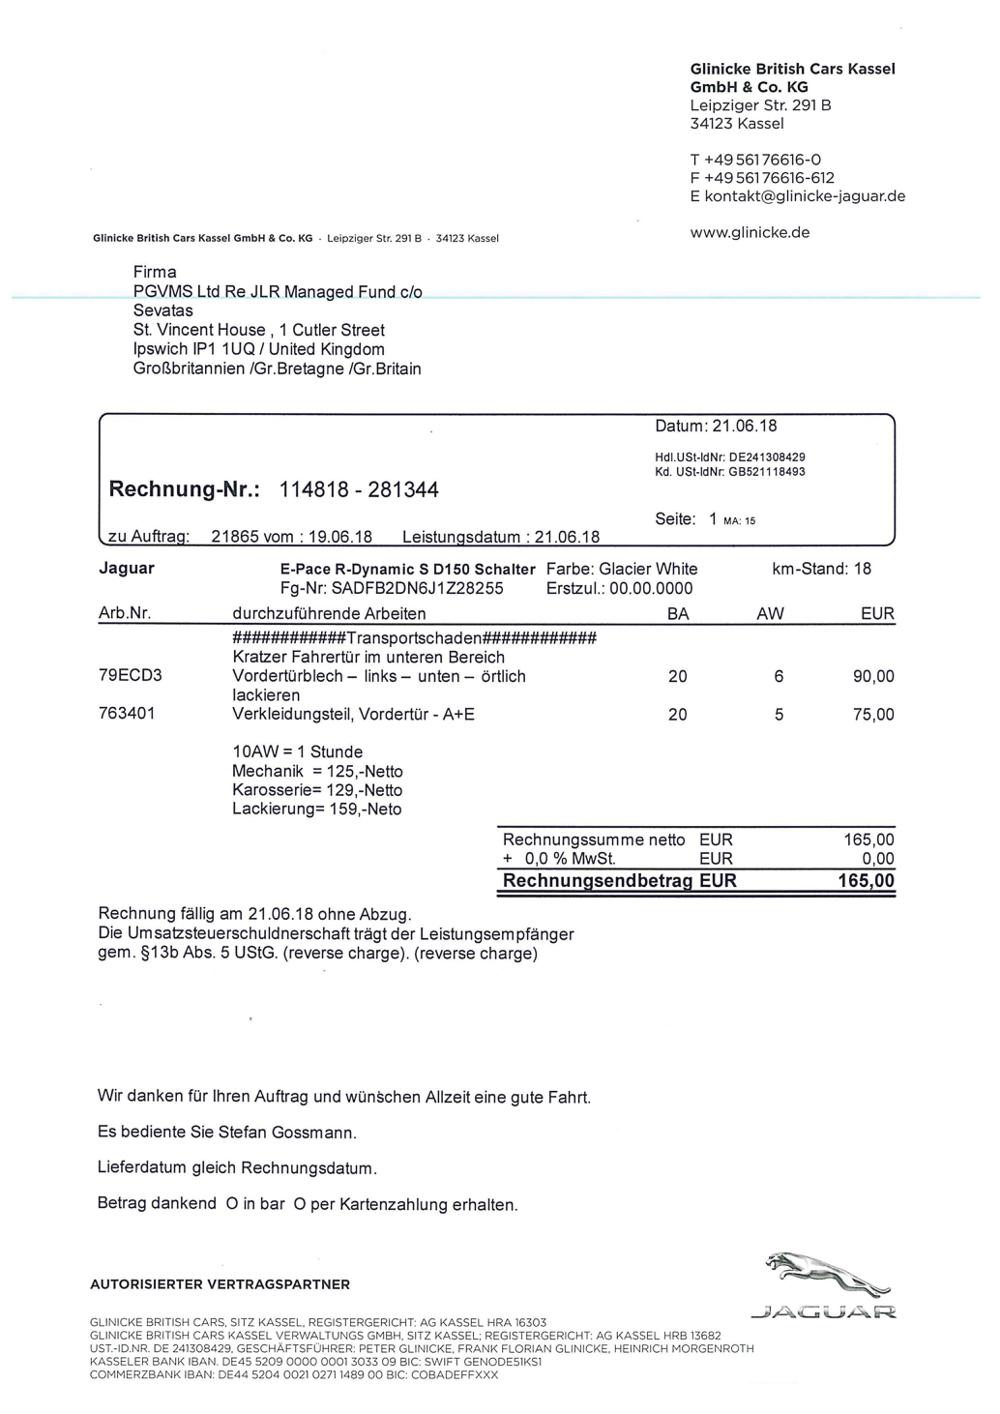 Glinicke British Cars Kassel
GmbH & Co. KG
Leipziger Str. 291 B
34123 Kassel
T +49 561 76616-0
F +49 561 76616-612
E kontakt@glinicke-jaguar.de
www.glinicke.de
Glinicke British Cars Kassel GmbH & Co. KG · Leipziger Str. 291 B · 34123 Kassel
Firma
PGVMS Ltd Re JLR Managed Fund c/o
Sevatas
St. Vincent House , 1 Cutler Street
Ipswich IP1 1UQ / United Kingdom
Großbritannien /Gr.Bretagne /Gr.Britain
Datum: 21.06.18
Hdl.USt-IdNr: DE241308429
Kd. USt-IdNr: GB521118493
Rechnung-Nr.: 114818 - 281344
Seite: 1 MA: 15
zu Auftrag: 21865 vom : 19.06.18 Leistungsdatum : 21.06.18
Jaguar E-Pace R-Dynamic S D150 Schalter Farbe: Glacier White km-Stand: 18
Fg-Nr: SADFB2DN6J1Z28255 Erstzul.: 00.00.0000
Arb.Nr. durchzuführende Arbeiten BA AW EUR
############Transportschaden############
Kratzer Fahrertür im unteren Bereich
79ECD3 Vordertürblech – links – unten – örtlich 20 6 90,00
lackieren
763401 Verkleidungsteil, Vordertür - A+E 20 5 75,00
10AW = 1 Stunde
Mechanik = 125,-Netto
Karosserie= 129,-Netto
Lackierung= 159,-Neto
Rechnungssumme netto EUR 165,00
+ 0,0 % MwSt. EUR 0,00
Rechnungsendbetrag EUR 165,00
Rechnung fällig am 21.06.18 ohne Abzug.
Die Umsatzsteuerschuldnerschaft trägt der Leistungsempfänger
gem. §13b Abs. 5 UStG. (reverse charge). (reverse charge)
Wir danken für Ihren Auftrag und wünschen Allzeit eine gute Fahrt.
Es bediente Sie Stefan Gossmann.
Lieferdatum gleich Rechnungsdatum.
Betrag dankend O in bar O per Kartenzahlung erhalten.
AUTORISIERTER VERTRAGSPARTNER
JAGUAR
GLINICKE BRITISH CARS, SITZ KASSEL, REGISTERGERICHT: AG KASSEL HRA 16303
GLINICKE BRITISH CARS KASSEL VERWALTUNGS GMBH, SITZ KASSEL; REGISTERGERICHT: AG KASSEL HRB 13682
UST.-ID.NR. DE 241308429, GESCHÄFTSFÜHRER: PETER GLINICKE, FRANK FLORIAN GLINICKE, HEINRICH MORGENROTH
KASSELER BANK IBAN. DE45 5209 0000 0001 3033 09 BIC: SWIFT GENODE51KS1
COMMERZBANK IBAN: DE44 5204 0021 0271 1489 00 BIC: COBADEFFXXX